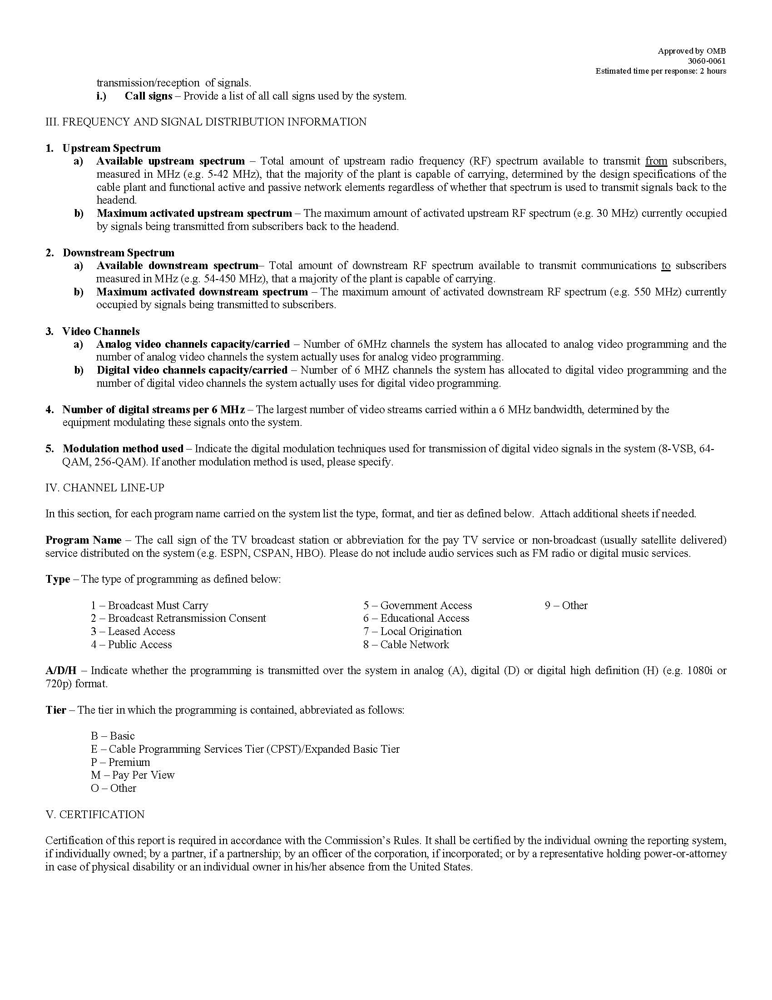 Approved by OMB
3060-0061
Estimated time per response: 2 hours
transmission/reception of signals.
i.) Call signs – Provide a list of all call signs used by the system.
III. FREQUENCY AND SIGNAL DISTRIBUTION INFORMATION
1. Upstream Spectrum
a) Available upstream spectrum – Total amount of upstream radio frequency (RF) spectrum available to transmit from subscribers,
measured in MHz (e.g. 5-42 MHz), that the majority of the plant is capable of carrying, determined by the design specifications of the
cable plant and functional active and passive network elements regardless of whether that spectrum is used to transmit signals back to the
headend.
b) Maximum activated upstream spectrum – The maximum amount of activated upstream RF spectrum (e.g. 30 MHz) currently occupied
by signals being transmitted from subscribers back to the headend.
2. Downstream Spectrum
a) Available downstream spectrum– Total amount of downstream RF spectrum available to transmit communications to subscribers
measured in MHz (e.g. 54-450 MHz), that a majority of the plant is capable of carrying.
b) Maximum activated downstream spectrum – The maximum amount of activated downstream RF spectrum (e.g. 550 MHz) currently
occupied by signals being transmitted to subscribers.
3. Video Channels
a) Analog video channels capacity/carried – Number of 6MHz channels the system has allocated to analog video programming and the
number of analog video channels the system actually uses for analog video programming.
b) Digital video channels capacity/carried – Number of 6 MHZ channels the system has allocated to digital video programming and the
number of digital video channels the system actually uses for digital video programming.
4. Number of digital streams per 6 MHz – The largest number of video streams carried within a 6 MHz bandwidth, determined by the
equipment modulating these signals onto the system.
5. Modulation method used – Indicate the digital modulation techniques used for transmission of digital video signals in the system (8-VSB, 64-
QAM, 256-QAM). If another modulation method is used, please specify.
IV. CHANNEL LINE-UP
In this section, for each program name carried on the system list the type, format, and tier as defined below. Attach additional sheets if needed.
Program Name – The call sign of the TV broadcast station or abbreviation for the pay TV service or non-broadcast (usually satellite delivered)
service distributed on the system (e.g. ESPN, CSPAN, HBO). Please do not include audio services such as FM radio or digital music services.
Type – The type of programming as defined below:
1 – Broadcast Must Carry 5 – Government Access 9 – Other
2 – Broadcast Retransmission Consent 6 – Educational Access
3 – Leased Access 7 – Local Origination
4 – Public Access 8 – Cable Network
A/D/H – Indicate whether the programming is transmitted over the system in analog (A), digital (D) or digital high definition (H) (e.g. 1080i or
720p) format.
Tier – The tier in which the programming is contained, abbreviated as follows:
B – Basic
E – Cable Programming Services Tier (CPST)/Expanded Basic Tier
P – Premium
M – Pay Per View
O – Other
V. CERTIFICATION
Certification of this report is required in accordance with the Commission's Rules. It shall be certified by the individual owning the reporting system,
if individually owned; by a partner, if a partnership; by an officer of the corporation, if incorporated; or by a representative holding power-or-attorney
in case of physical disability or an individual owner in his/her absence from the United States.